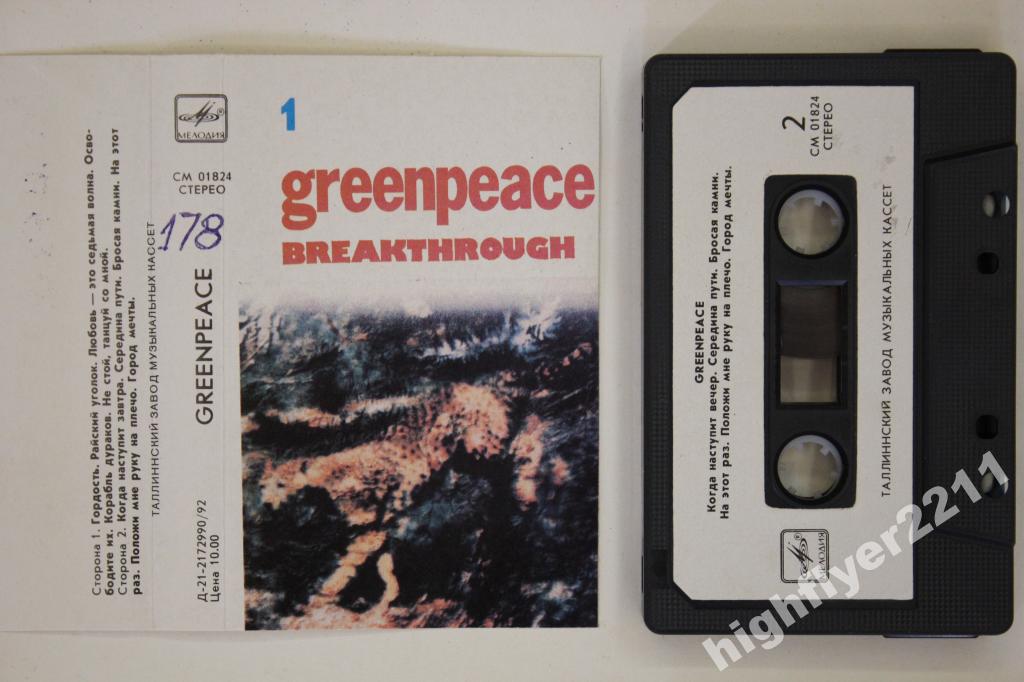 Сторона 1. Гордость. Райский уголок. Любовь — это седьмая волна. Осво-
бодите их. Корабль дураков. Не стой, танцуй со мной.
Сторона 2. Когда наступит завтра. Середина пути. Бросая камни. На этот
раз. Положи мне руку на плечо. Город мечты.
ТАЛЛИННСКИЙ ЗАВОД МУЗЫКАЛЬНЫХ КАССЕТ
МЕЛОДИЯ
СМ 01824
СТЕРЕО
178
GREENPEACE
Д-21-2172990/92
Цена 10.00
1
greenpeace
BREAKTHROUGH
GREENPEACE
Когда наступит вечер. Середина пути. Бросая камни.
На этот раз. Положи мне руку на плечо. Город мечты.
2
СМ 01824
СТЕРЕО
МЕЛОДИЯ
ТАЛЛИННСКИЙ ЗАВОД МУЗЫКАЛЬНЫХ КАССЕТ
highflyer2211